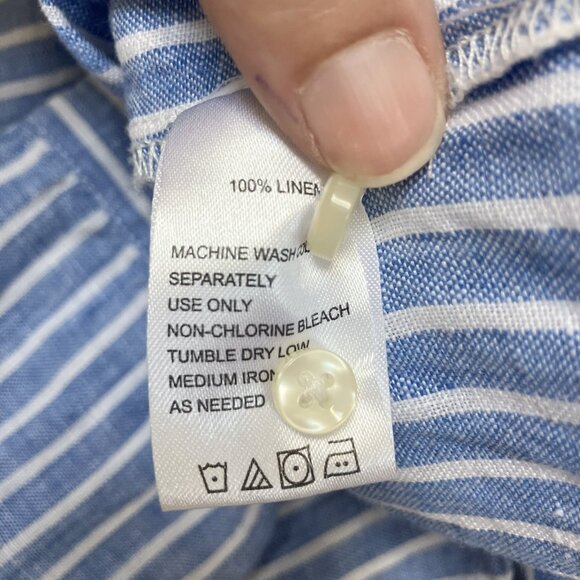 100% LINEN
MACHINE WASH
SEPARATELY
USE ONLY
NON-CHLORINE BLEACH
TUMBLE DRY LOW
MEDIUM IRON
AS NEEDED